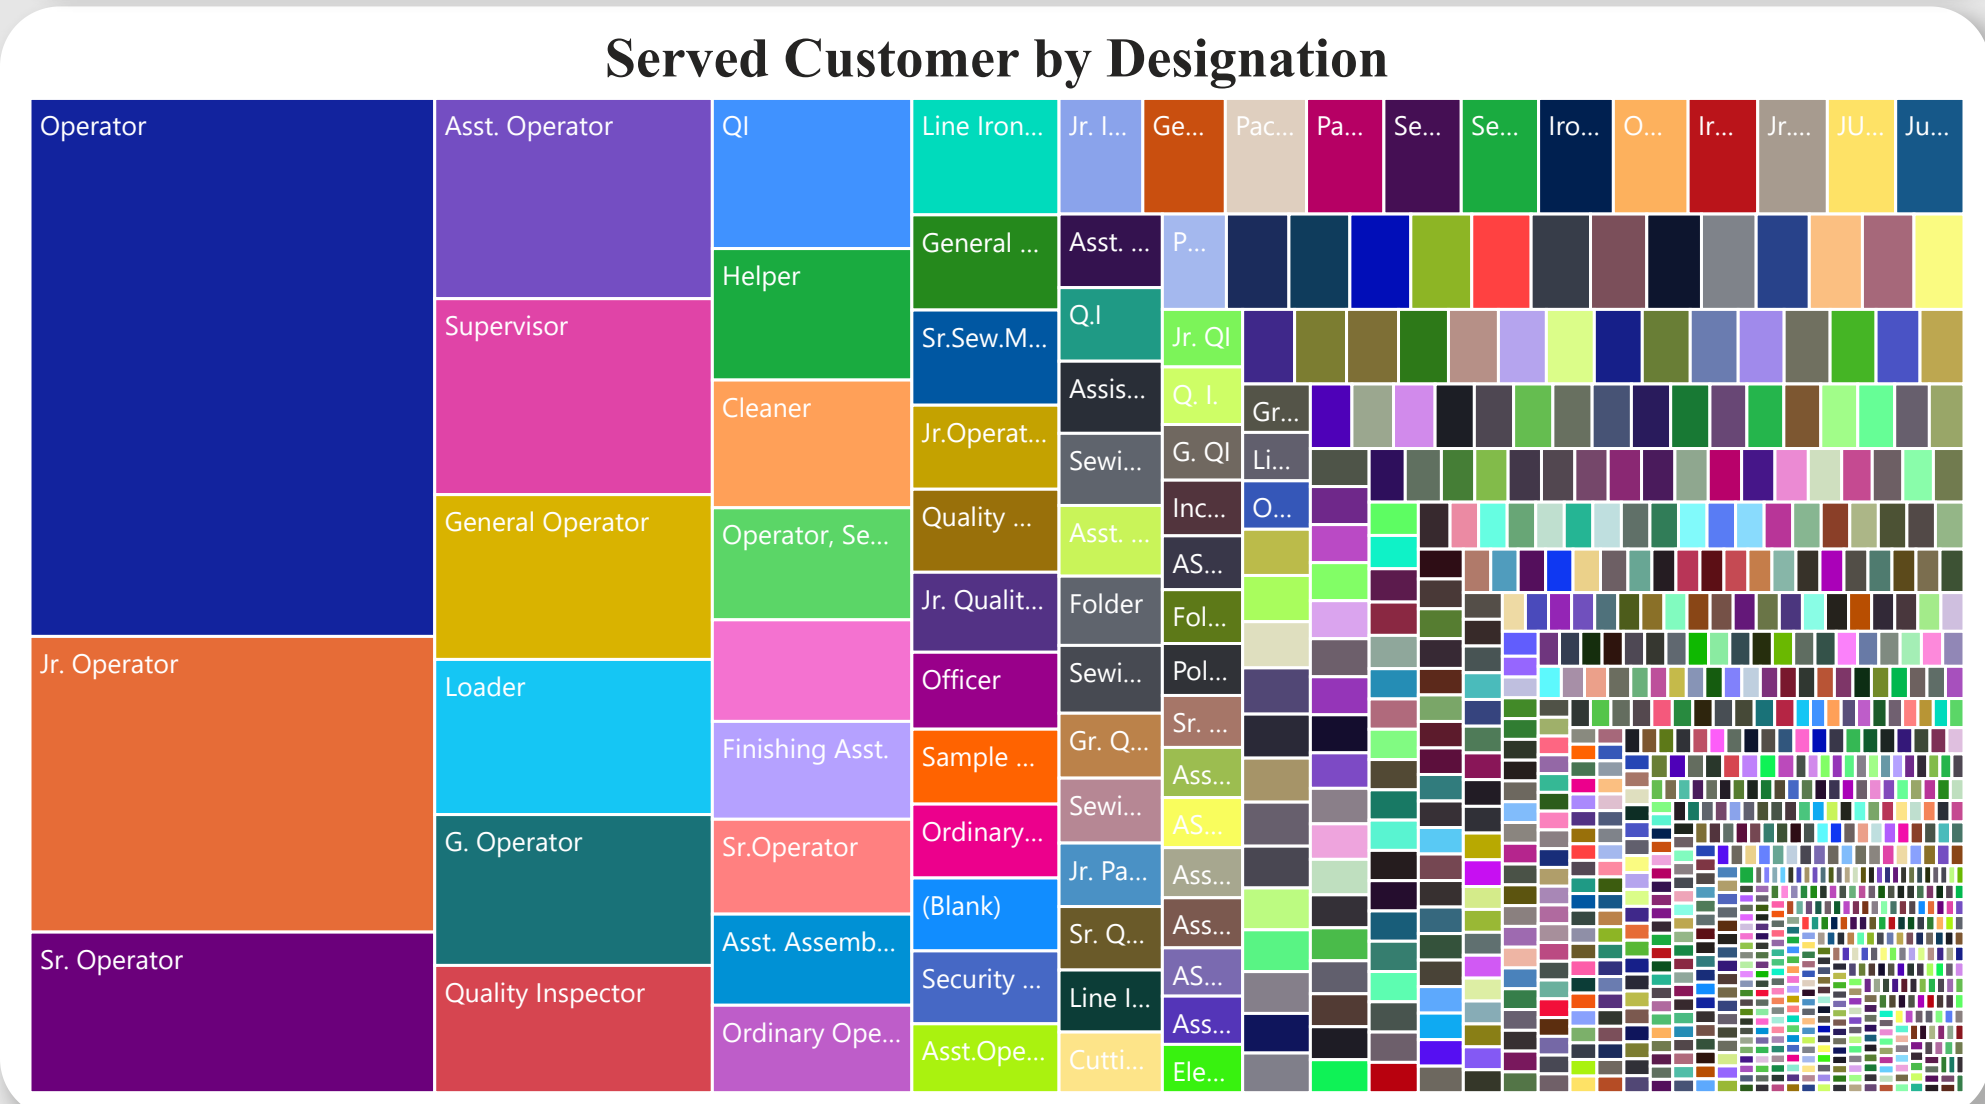 Served Customer by Designation
Operator
Jr. Operator
Sr. Operator
Asst. Operator
Supervisor
General Operator
Loader
G. Operator
Quality Inspector
QI
Helper
Cleaner
Operator, Se...
Finishing Asst.
Sr.Operator
Asst. Assemb...
Ordinary Ope...
Line Iron...
General ...
Sr.Sew.M...
Jr.Operat...
Quality ...
Jr. Qualit...
Officer
Sample ...
Ordinary...
(Blank)
Security ...
Asst.Ope...
Jr. I...
Ge...
Pac...
Pa...
Se...
Se...
Iro...
O...
Ir...
Jr....
JU...
Ju...
Asst. ...
Q.I
Assis...
Sewi...
Asst. ...
Folder
Sewi...
Gr. Q...
Sewi...
Jr. Pa...
Sr. Q...
Line I...
Cutti...
P...
Jr. QI
Q. I.
G. QI
Inc...
AS...
Fol...
Pol...
Sr. ...
Ass...
AS...
Ass...
Ass...
AS...
Ass...
Ele...
Gr...
Li...
O...